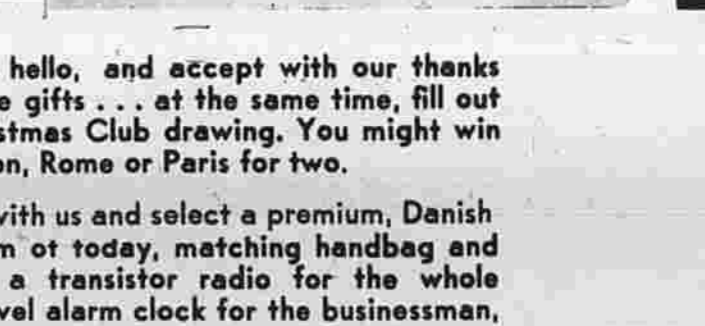 hello, and accept with our thanks
e gifts . . . at the same time, fill out
stmas Club drawing. You might win
on, Rome or Paris for two.
with us and select a premium, Danish
m ot today, matching handbag and
a transistor radio for the whole
vel alarm clock for the businessman,